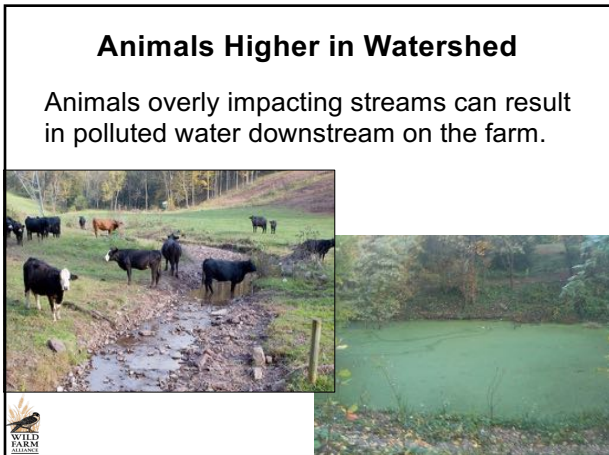 Animals Higher in Watershed
Animals overly impacting streams can result
in polluted water downstream on the farm.
WILD
FARM
ALLIANCE